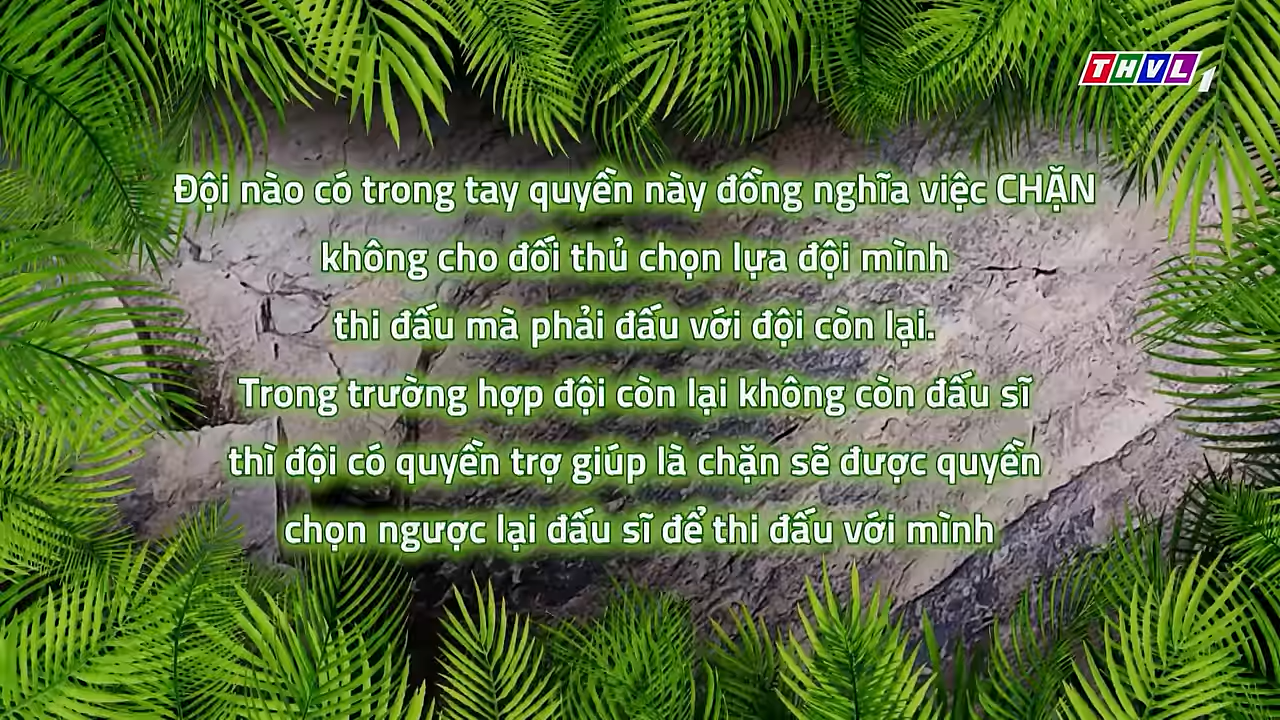 THVL1
Đội nào có trong tay quyền này đồng nghĩa việc CHẶN
không cho đối thủ chọn lựa đội mình
thi đấu mà phải đấu với đội còn lại.
Trong trường hợp đội còn lại không còn đấu sĩ
thì đội có quyền trợ giúp là chặn sẽ được quyền
chọn ngược lại đấu sĩ để thi đấu với mình